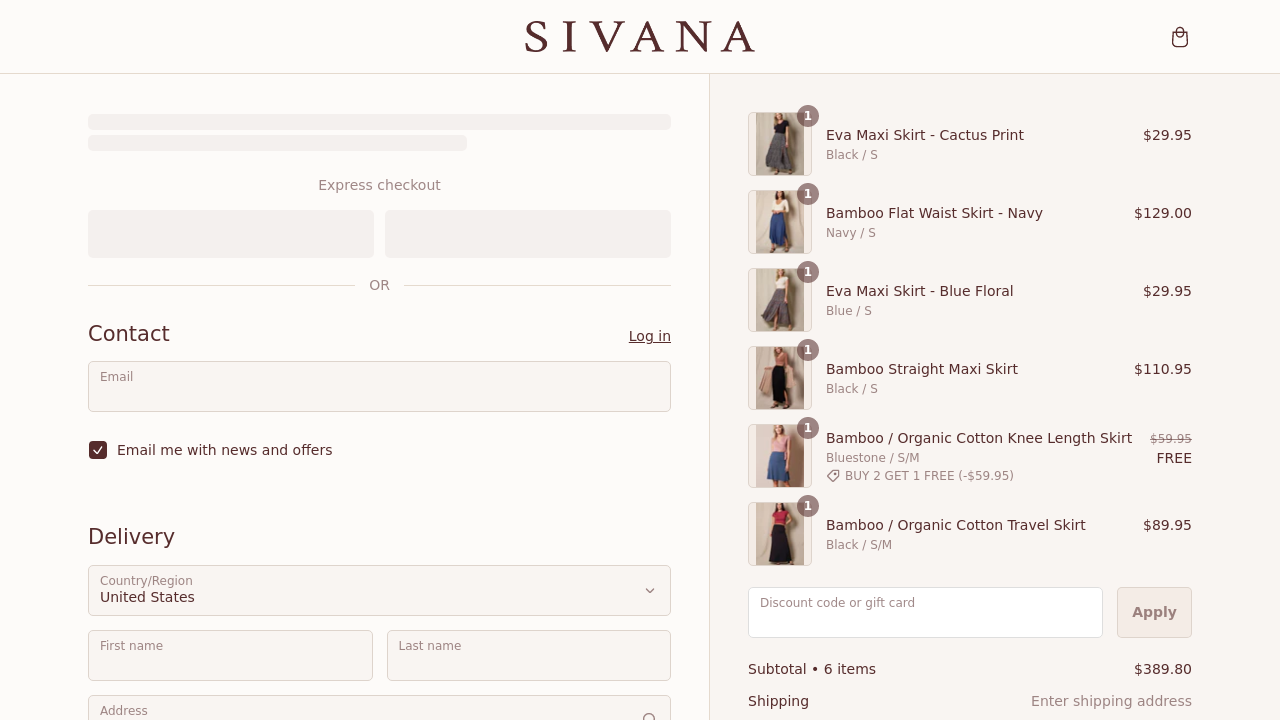 SIVANA
Express checkout
OR
Contact
Log in
Email
Email me with news and offers
Delivery
Country/Region
United States
First name
Last name
Address
1
Eva Maxi Skirt - Cactus Print
$29.95
Black / S
1
Bamboo Flat Waist Skirt - Navy
$129.00
Navy / S
1
Eva Maxi Skirt - Blue Floral
$29.95
Blue / S
1
Bamboo Straight Maxi Skirt
$110.95
Black / S
1
Bamboo / Organic Cotton Knee Length Skirt
$59.95
Bluestone / S/M
FREE
BUY 2 GET 1 FREE (-$59.95)
1
Bamboo / Organic Cotton Travel Skirt
$89.95
Black / S/M
Discount code or gift card
Apply
Subtotal • 6 items
$389.80
Shipping
Enter shipping address